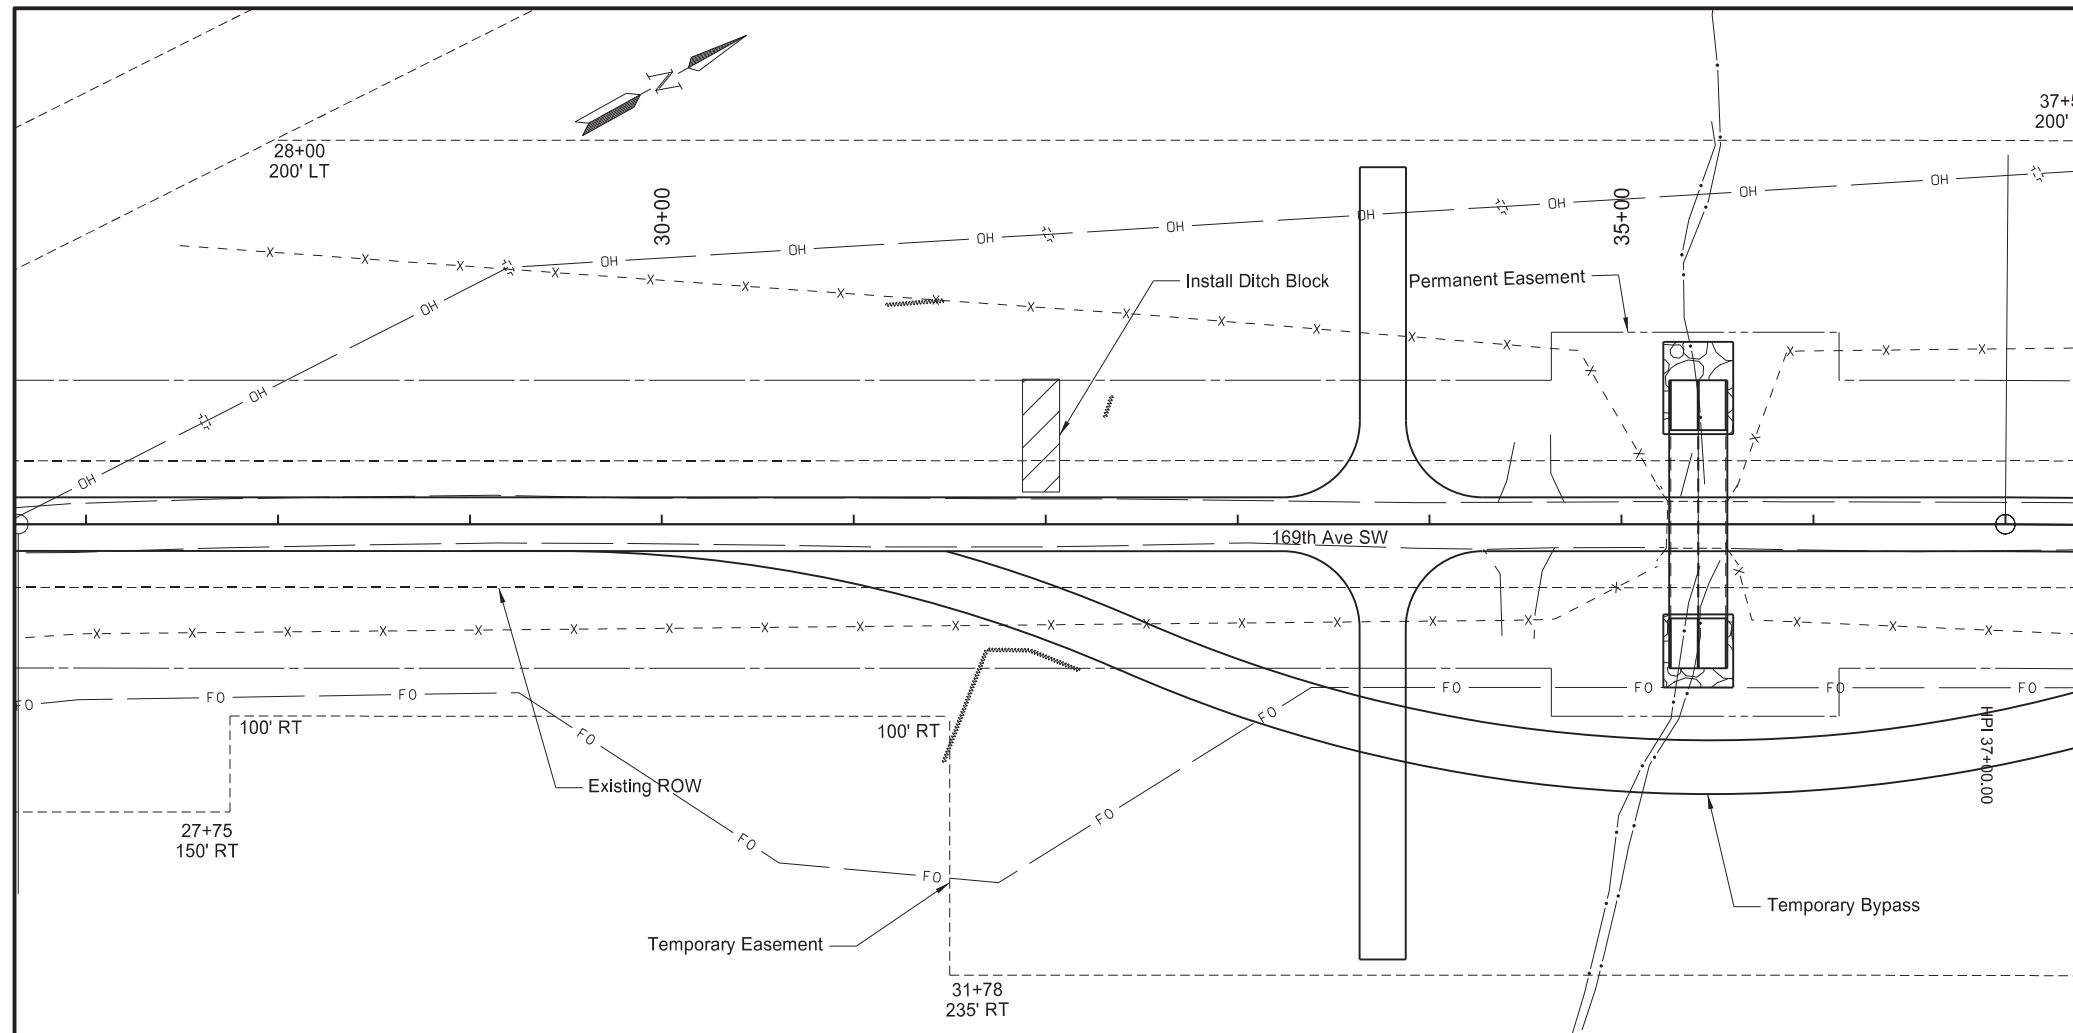 N
37+5
200'
28+00
200' LT
30+00
35+00
OH
OH
OH
OH
OH
OH
OH
OH
OH
OH
OH
OH
X X X X X X X X X X X X X X
Install Ditch Block
Permanent Easement
X X X
X
X
X
X
169th Ave SW
X
X
X X X X X X X X X X X X X X X X
X X X
FO FO FO
FO FO FO FO
FO
100' RT
100' RT
FO
HPI 37+00.00
Existing ROW
FO
FO
27+75
150' RT
FO
Temporary Bypass
Temporary Easement
31+78
235' RT